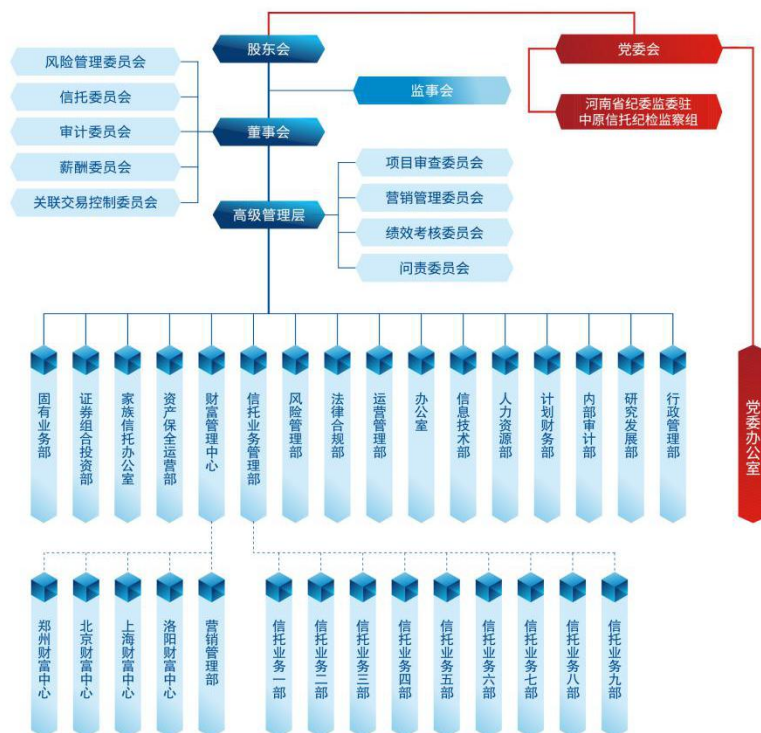 股东会
党委会
风险管理委员会
信托委员会
审计委员会
薪酬委员会
关联交易控制委员会
监事会
河南省纪委监委驻
中原信托纪检监察组
董事会
项目审查委员会
营销管理委员会
绩效考核委员会
问责委员会
高级管理层
固有业务部
证券组合投资部
家族信托办公室
资产保全运营部
财富管理中心
信托业务管理部
风险管理部
法律合规部
运营管理部
办公室
信息技术部
人力资源部
计划财务部
内部审计部
研究发展部
行政管理部
党委办公室
郑州财富中心
北京财富中心
上海财富中心
洛阳财富中心
营销管理部
信托业务一部
信托业务二部
信托业务三部
信托业务四部
信托业务五部
信托业务六部
信托业务七部
信托业务八部
信托业务九部